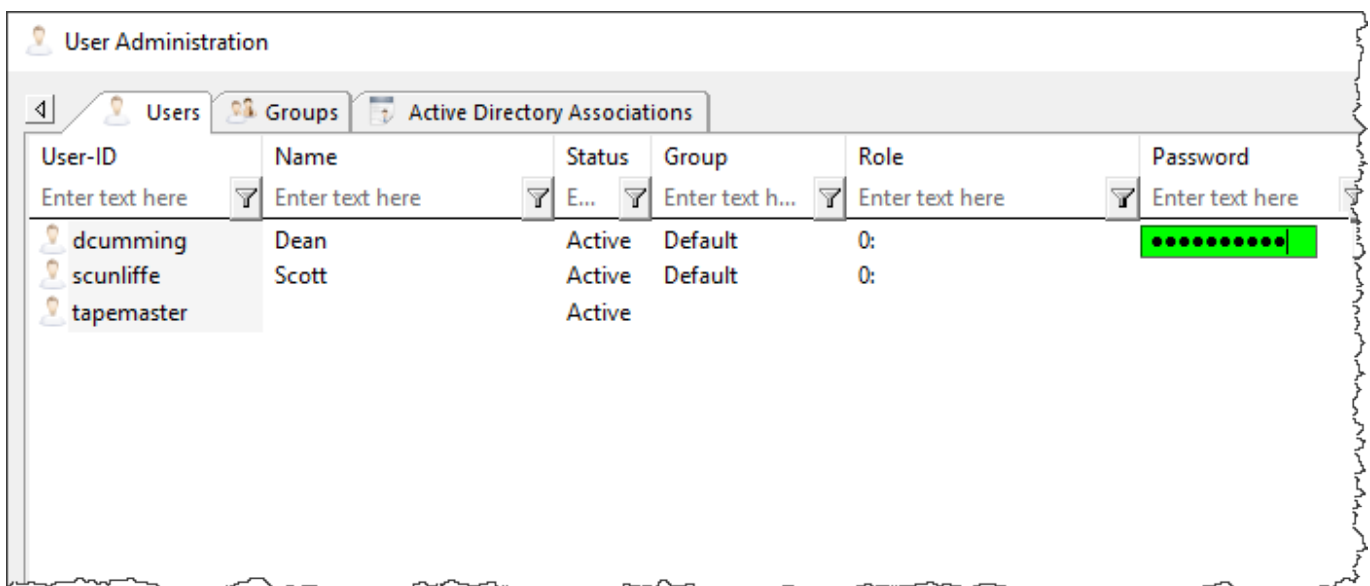 User Administration
Users Groups Active Directory Associations
User-ID Name Status Group Role Password
Enter text here Enter text here E... Enter text h... Enter text here Enter text here
dcumming Dean Active Default 0: ●●●●●●●●●●
scunliffe Scott Active Default 0:
tapemaster Active